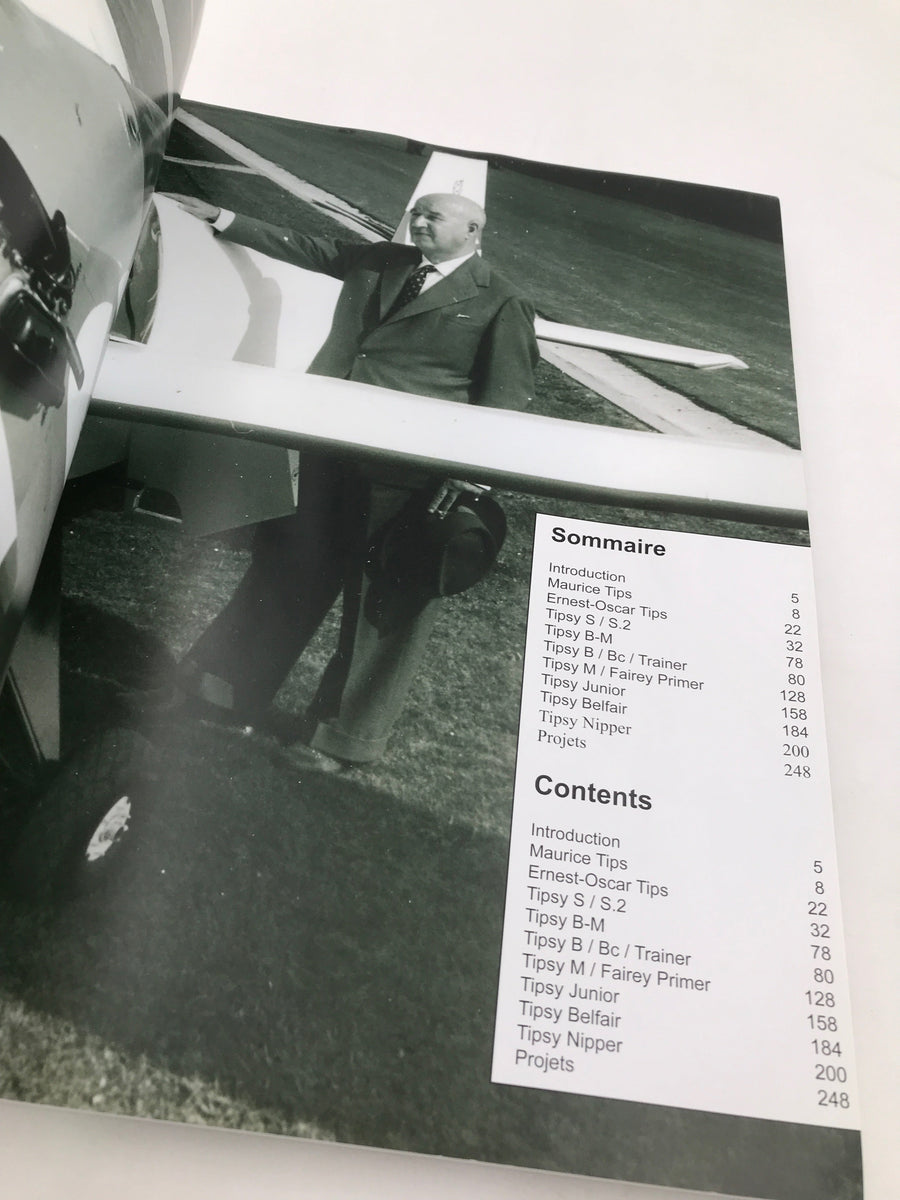 Sommaire
Introduction 5
Maurice Tips 8
Ernest-Oscar Tips 22
Tipsy S / S.2 32
Tipsy B-M 78
Tipsy B / Bc / Trainer 80
Tipsy M / Fairey Primer 128
Tipsy Junior 158
Tipsy Belfair 184
Tipsy Nipper 200
Projets 248
Contents
Introduction 5
Maurice Tips 8
Ernest-Oscar Tips 22
Tipsy S / S.2 32
Tipsy B-M 78
Tipsy B / Bc / Trainer 80
Tipsy M / Fairey Primer 128
Tipsy Junior 158
Tipsy Belfair 184
Tipsy Nipper 200
Projets 248